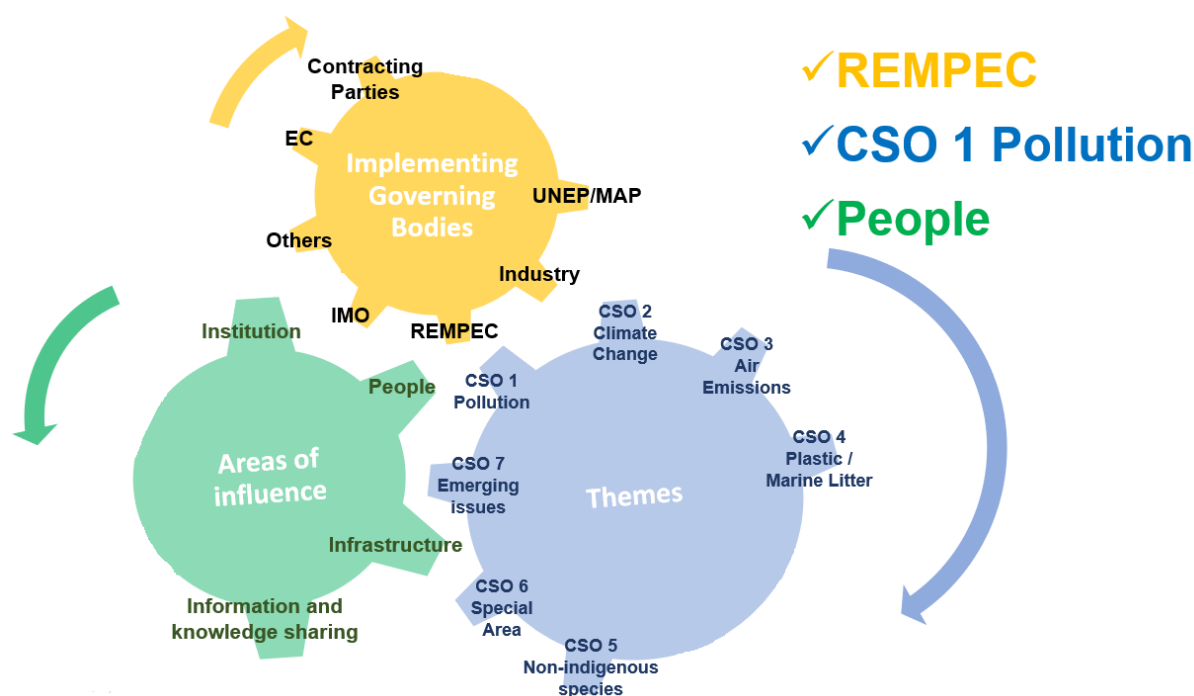 Contracting
Parties
EC
Implementing
Governing
Bodies
UNEP/MAP
Others
Industry
IMO
REMPEC
✓REMPEC
✓CSO 1 Pollution
✓People
Institution
People
Areas of
influence
Infrastructure
Information and
knowledge sharing
CSO 1
Pollution
CSO 2
Climate
Change
CSO 3
Air
Emissions
CSO 4
Plastic /
Marine Litter
CSO 7
Emerging
issues
Themes
CSO 6
Special
Area
CSO 5
Non-indigenous
species